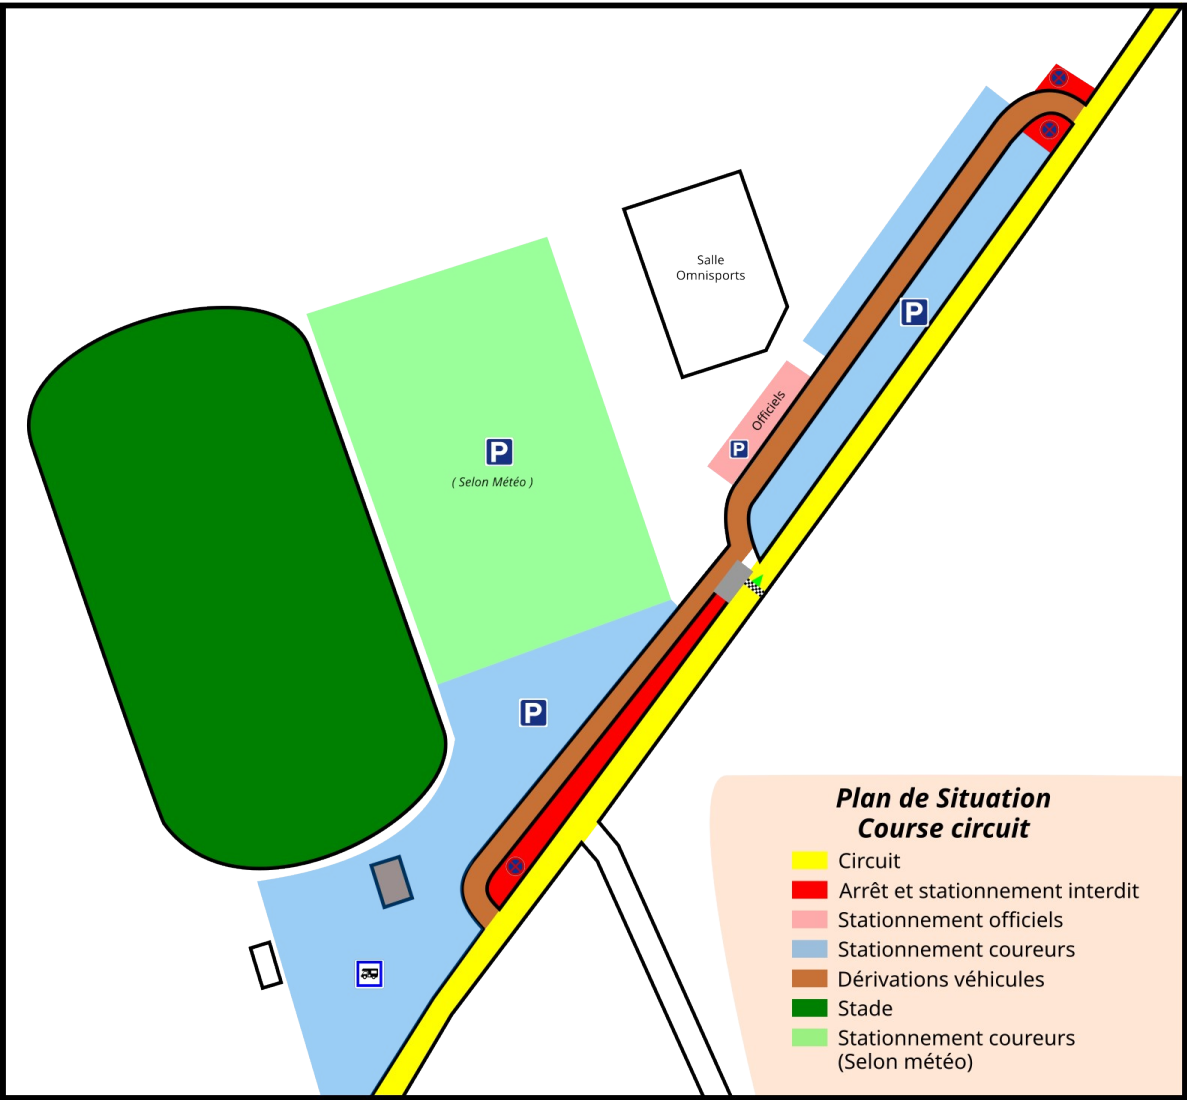 Salle
Omnisports
P
Officiels
P
P
( Selon Météo )
P
Plan de Situation
Course circuit
Circuit
Arrêt et stationnement interdit
Stationnement officiels
Stationnement coureurs
Dérivations véhicules
Stade
Stationnement coureurs
(Selon météo)